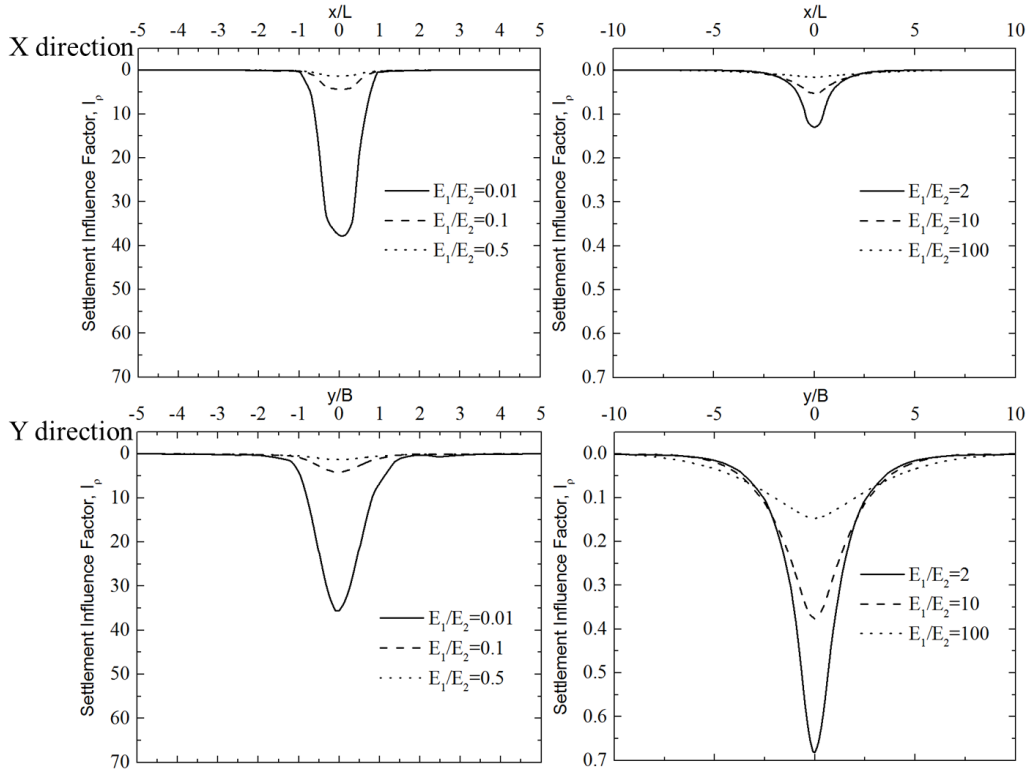 x/L
x/L
X direction
-5 -4 -3 -2 -1 0 1 2 3 4 5
-10 -5 0 5 10
Settlement Influence Factor, Iρ
0
10
20
30
40
50
60
70
E1/E2=0.01
E1/E2=0.1
E1/E2=0.5
Settlement Influence Factor, Iρ
0.0
0.1
0.2
0.3
0.4
0.5
0.6
0.7
E1/E2=2
E1/E2=10
E1/E2=100
y/B
y/B
Y direction
-5 -4 -3 -2 -1 0 1 2 3 4 5
-10 -5 0 5 10
Settlement Influence Factor, Iρ
0
10
20
30
40
50
60
70
E1/E2=0.01
E1/E2=0.1
E1/E2=0.5
Settlement Influence Factor, Iρ
0.0
0.1
0.2
0.3
0.4
0.5
0.6
0.7
E1/E2=2
E1/E2=10
E1/E2=100